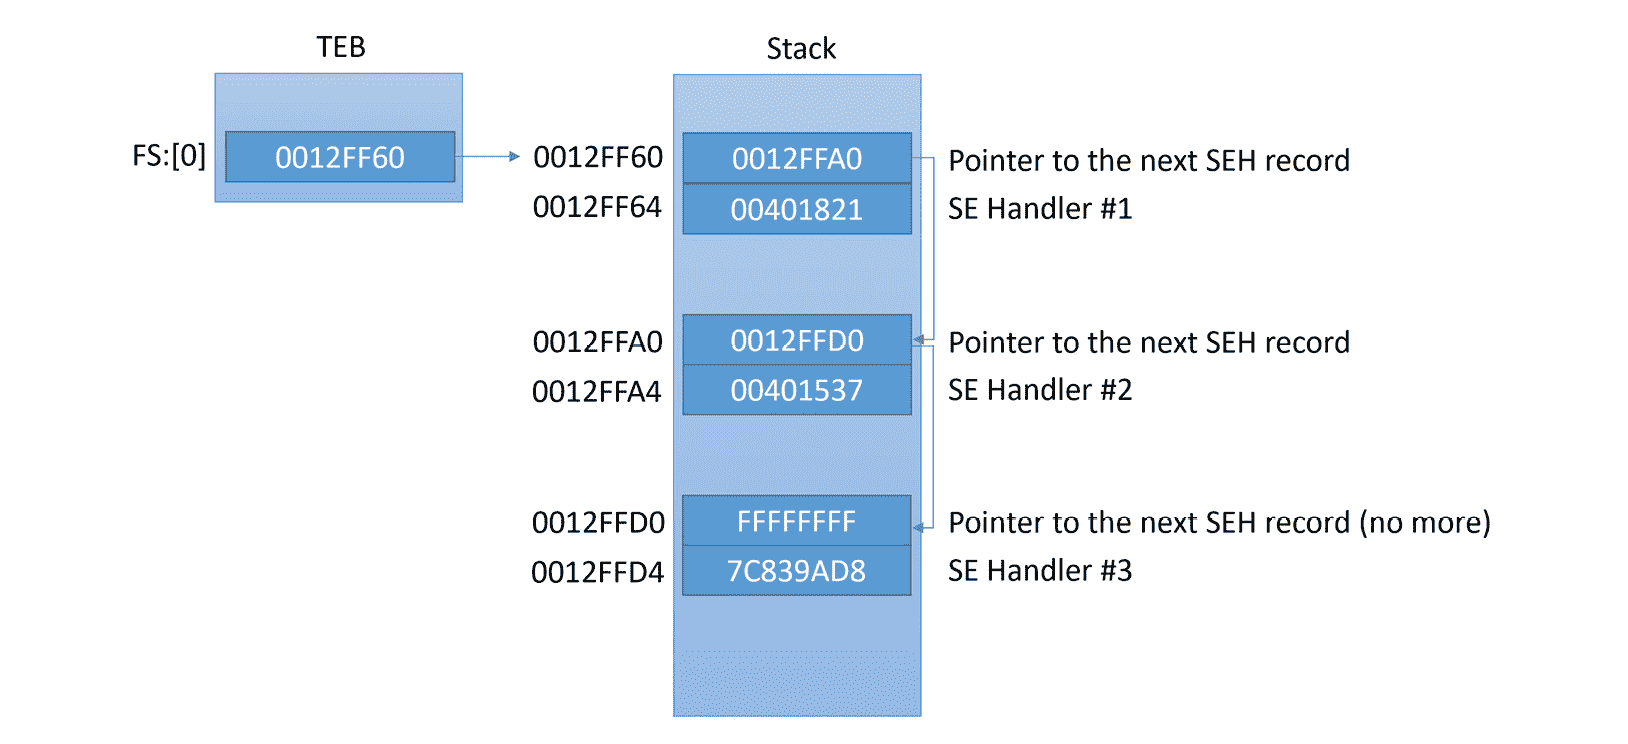 TEB
Stack
FS:[0] 0012FF60 0012FF60 0012FFA0 Pointer to the next SEH record
0012FF64 00401821 SE Handler #1
0012FFA0 0012FFD0 Pointer to the next SEH record
0012FFA4 00401537 SE Handler #2
0012FFD0 FFFFFFFF Pointer to the next SEH record (no more)
0012FFD4 7C839AD8 SE Handler #3